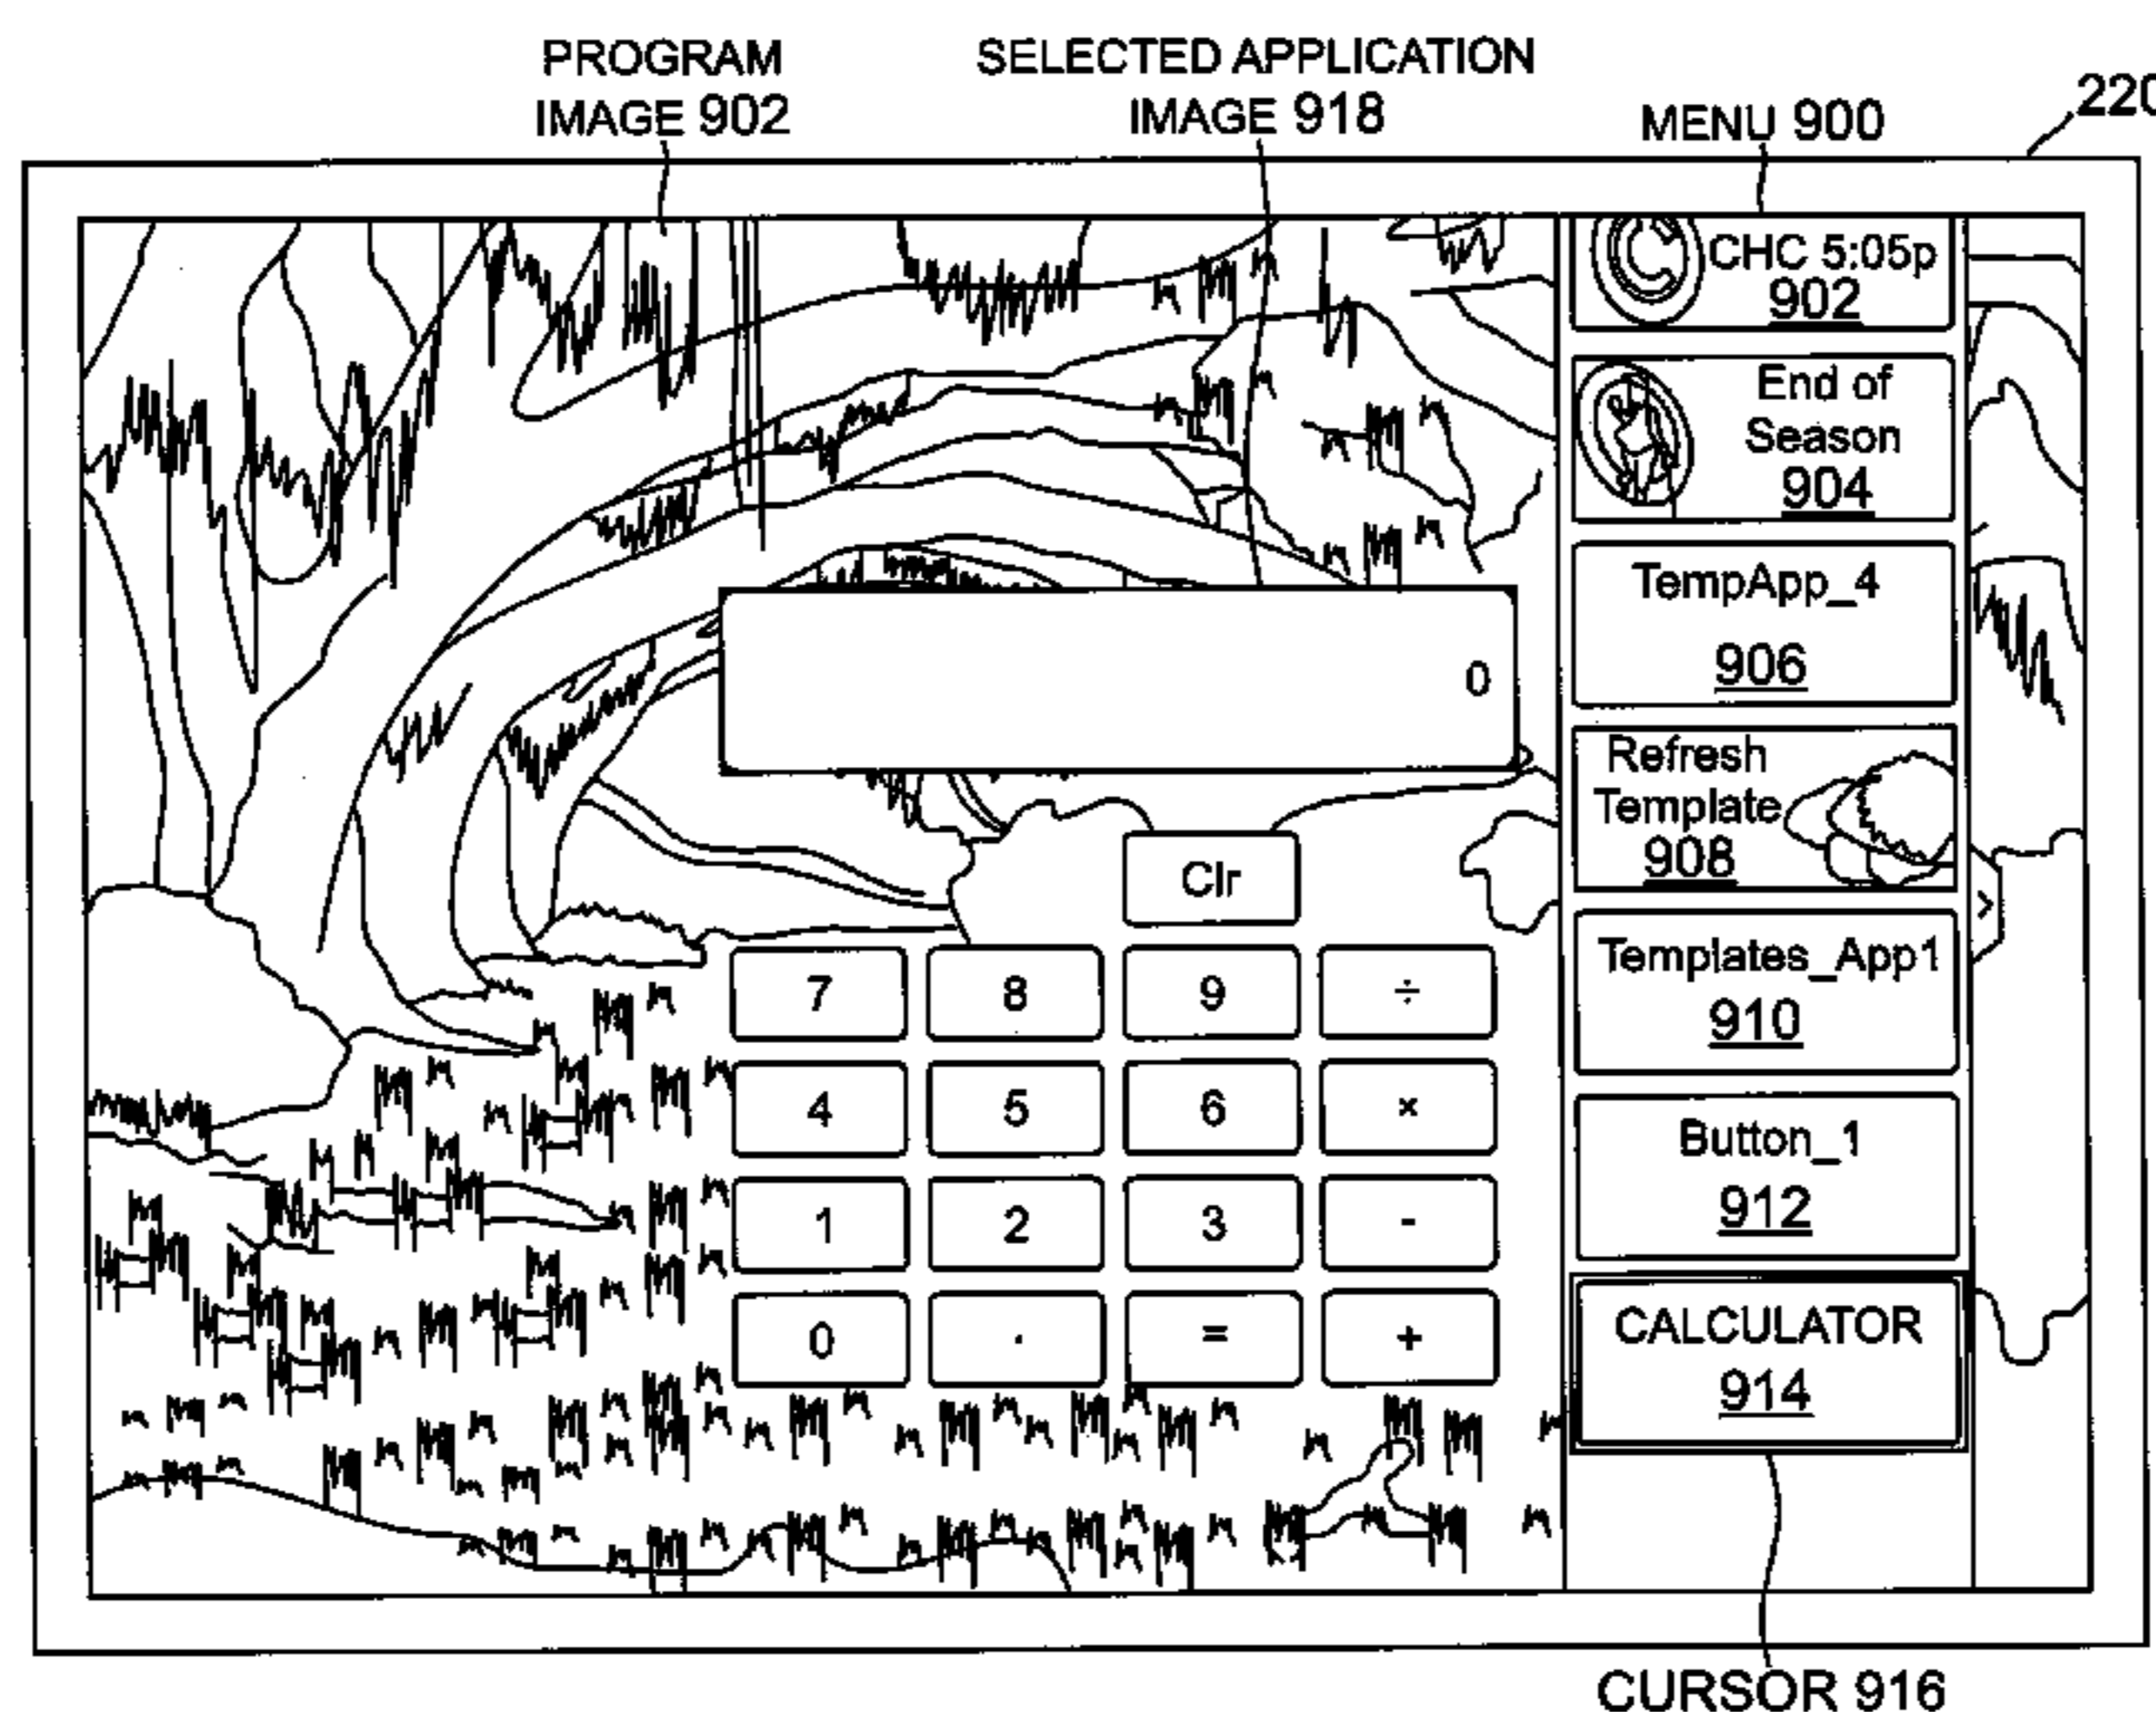 PROGRAM
IMAGE 902
SELECTED APPLICATION
IMAGE 918
MENU 900
220
CHC 5:05p
902
End of
Season
904
TempApp_4
906
0
Refresh
Template
908
>
Clr
Templates_App1
910
7 8 9 ÷
4 5 6 ×
Button_1
912
1 2 3 -
0 . = +
CALCULATOR
914
CURSOR 916